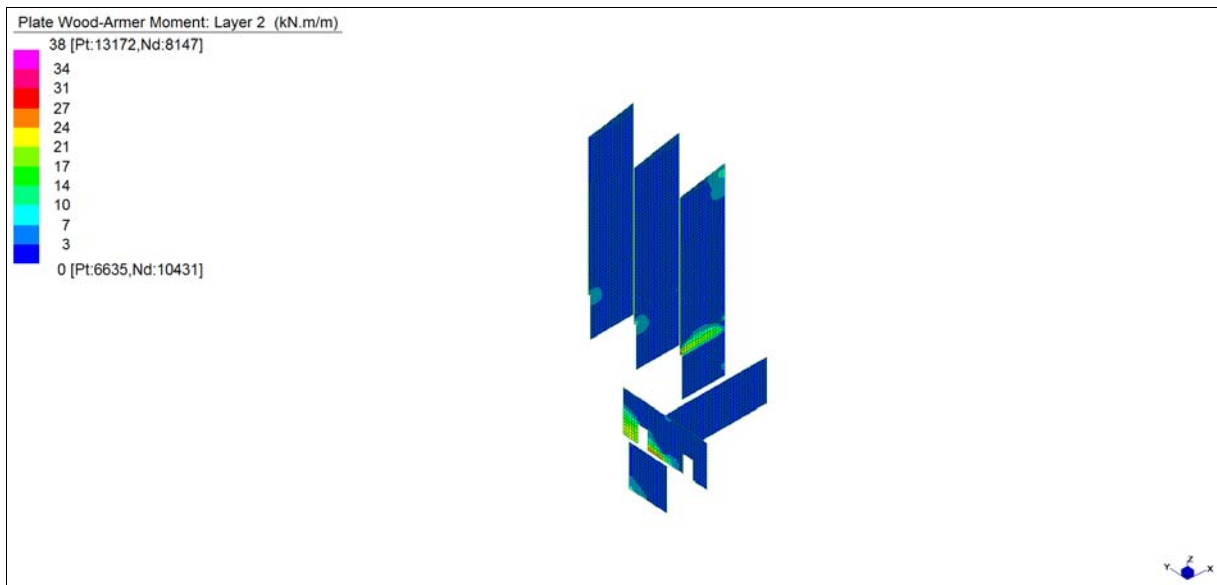 Plate Wood-Armer Moment: Layer 2 (kN.m/m)
38 [Pt:13172,Nd:8147]
34
31
27
24
21
17
14
10
7
3
0 [Pt:6635,Nd:10431]
Z
Y X